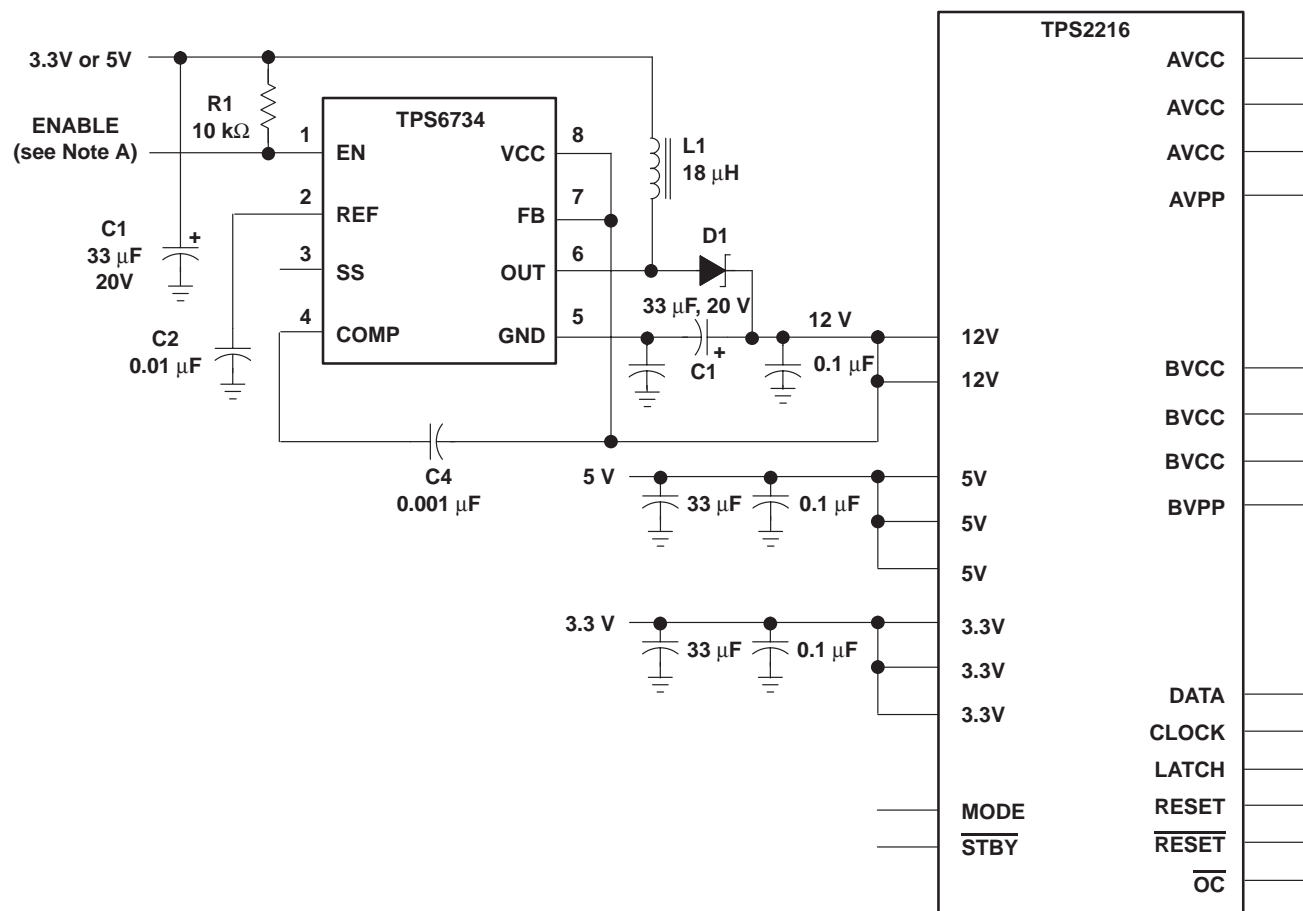 TPS2216
3.3V or 5V
R1
10 kΩ
ENABLE
(see Note A)
TPS6734
1
EN
2
REF
3
SS
4
COMP
8
VCC
7
FB
6
OUT
5
GND
C1
33 μF
20V
C2
0.01 μF
L1
18 μH
D1
33 μF, 20 V
C1
+
+
12 V
0.1 μF
C4
0.001 μF
5 V
33 μF
0.1 μF
3.3 V
33 μF
0.1 μF
12V
12V
5V
5V
5V
3.3V
3.3V
3.3V
MODE
STBY
AVCC
AVCC
AVCC
AVPP
BVCC
BVCC
BVCC
BVPP
DATA
CLOCK
LATCH
RESET
RESET
OC